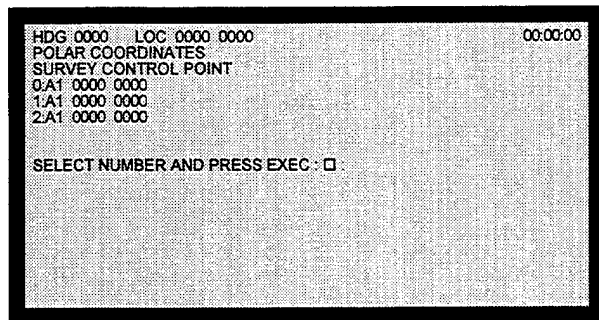 HDG 0000 LOC 0000 0000 00:00:00
POLAR COORDINATES
SURVEY CONTROL POINT
0:A1 0000 0000
1:A1 0000 0000
2:A1 0000 0000
SELECT NUMBER AND PRESS EXEC : □ :